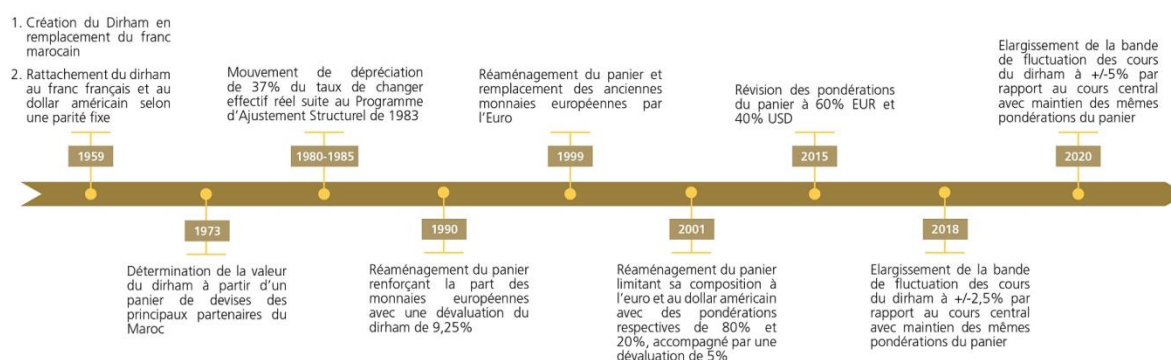 1. Création du Dirham en
remplacement du franc
marocain
2. Rattachement du dirham
au franc français et au
dollar américain selon
une parité fixe
1959
1973
Détermination de la valeur
du dirham à partir d'un
panier de devises des
principaux partenaires du
Maroc
Mouvement de dépréciation
de 37% du taux de changer
effectif réel suite au Programme
d'Ajustement Structurel de 1983
1980-1985
1990
Réaménagement du panier
renforçant la part des
monnaies européennes
avec une dévaluation du
dirham de 9,25%
Réaménagement du panier et
remplacement des anciennes
monnaies européennes par
l'Euro
1999
2001
Réaménagement du panier
limitant sa composition à
l'euro et au dollar américain
avec des pondérations
respectives de 80% et
20%, accompagné par une
dévaluation de 5%
Révision des pondérations
du panier à 60% EUR et
40% USD
2015
2018
Elargissement de la bande
de fluctuation des cours
du dirham à +/-2,5% par
rapport au cours central
avec maintien des mêmes
pondérations du panier
Elargissement de la bande
de fluctuation des cours
du dirham à +/-5% par
rapport au cours central
avec maintien des mêmes
pondérations du panier
2020